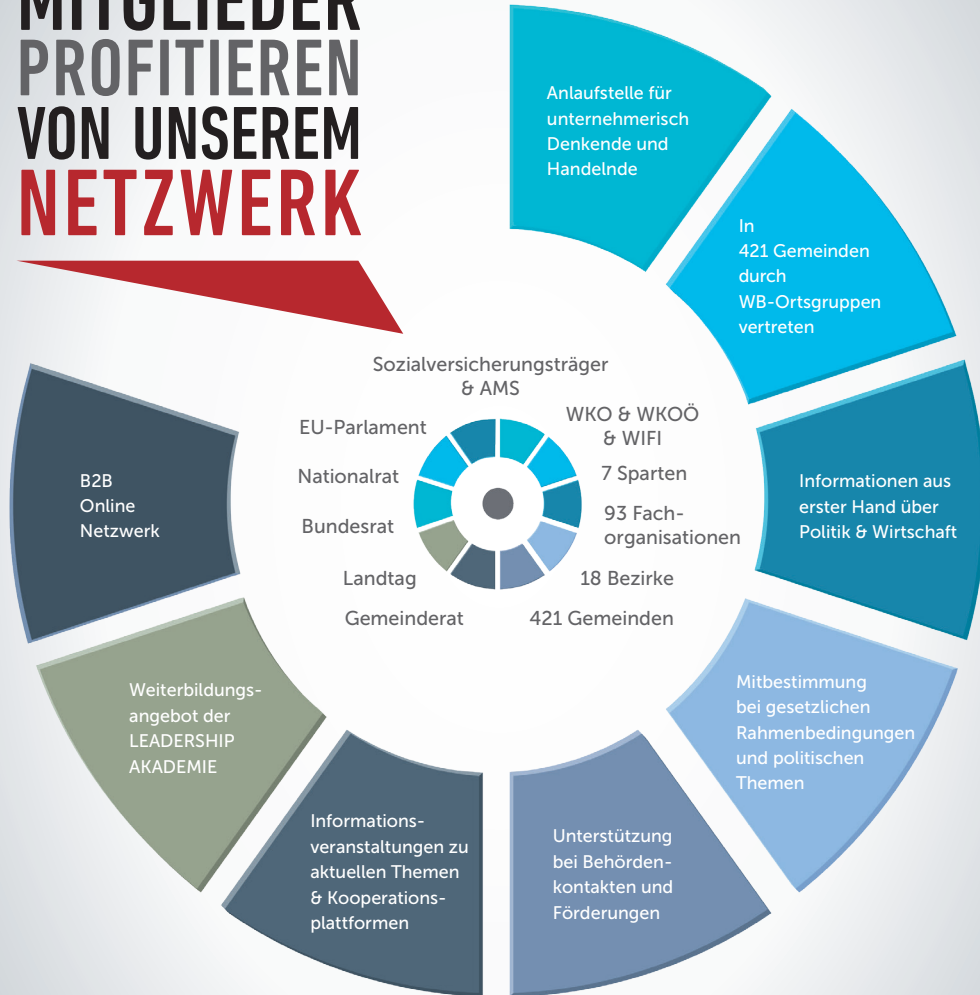 MITGLIEDER
PROFITIEREN
VON UNSEREM
NETZWERK
Anlaufstelle für
unternehmerisch
Denkende und
Handelnde
In
421 Gemeinden
durch
WB-Ortsgruppen
vertreten
Informationen aus
erster Hand über
Politik & Wirtschaft
Mitbestimmung
bei gesetzlichen
Rahmenbedingungen
und politischen
Themen
Unterstützung
bei Behörden-
kontakten und
Förderungen
Informations-
veranstaltungen zu
aktuellen Themen
& Kooperations-
plattformen
Weiterbildungs-
angebot der
LEADERSHIP
AKADEMIE
B2B
Online
Netzwerk
Sozialversicherungsträger
& AMS
WKO & WKOÖ
& WIFI
7 Sparten
93 Fach-
organisationen
18 Bezirke
421 Gemeinden
Gemeinderat
Landtag
Bundesrat
Nationalrat
EU-Parlament